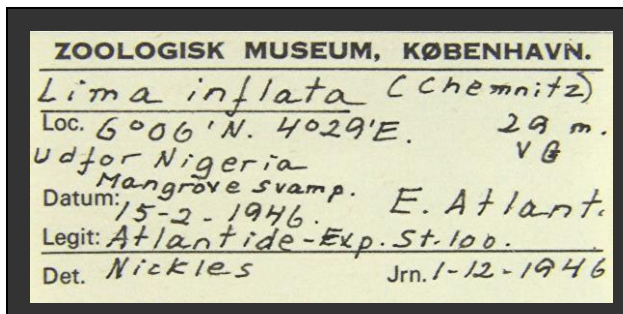 ZOOLOGISK MUSEUM, KØBENHAVN.
Lima inflata (Chemnitz)
Loc. 6°06'N. 4°29'E. 29 m.
VG
Udfor Nigeria
Mangrove svamp.
Datum: 15-2-1946. E. Atlant.
Legit: Atlantide-Exp. St. 100.
Det. Nickles Jrn. 1-12-1946